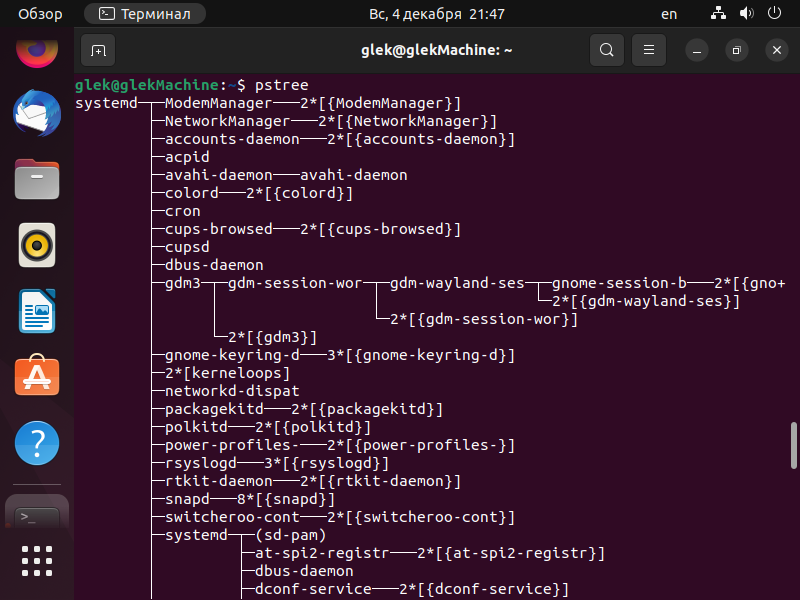 Обзор Терминал Вс, 4 декабря 21:47 en
glek@glekMachine: ~
glek@glekMachine:~$ pstree
systemd─┬─ModemManager───2*[{ModemManager}]
├─NetworkManager───2*[{NetworkManager}]
├─accounts-daemon───2*[{accounts-daemon}]
├─acpid
├─avahi-daemon───avahi-daemon
├─colord───2*[{colord}]
├─cron
├─cups-browsed───2*[{cups-browsed}]
├─cupsd
├─dbus-daemon
├─gdm3─┬─gdm-session-wor─┬─gdm-wayland-ses─┬─gnome-session-b───2*[{gno+
│      │                 │                 └─2*[{gdm-wayland-ses}]
│      │                 └─2*[{gdm-session-wor}]
│      └─2*[{gdm3}]
├─gnome-keyring-d───3*[{gnome-keyring-d}]
├─2*[kerneloops]
├─networkd-dispat
├─packagekitd───2*[{packagekitd}]
├─polkitd───2*[{polkitd}]
├─power-profiles-───2*[{power-profiles-}]
├─rsyslogd───3*[{rsyslogd}]
├─rtkit-daemon───2*[{rtkit-daemon}]
├─snapd───8*[{snapd}]
├─switcheroo-cont───2*[{switcheroo-cont}]
├─systemd─┬─(sd-pam)
│         ├─at-spi2-registr───2*[{at-spi2-registr}]
│         ├─dbus-daemon
│         ├─dconf-service───2*[{dconf-service}]